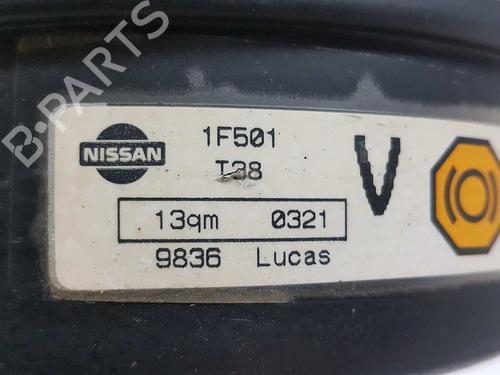 B-PARTS
NISSAN
1F501
T38
V
13qm 0321
9836 Lucas